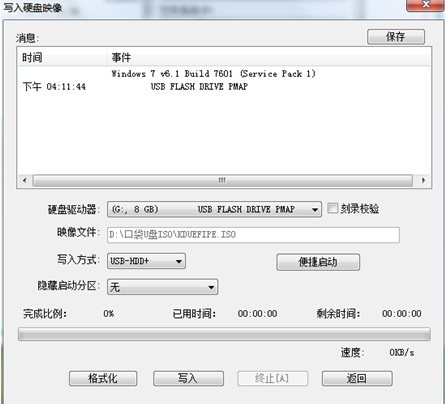 写入硬盘映像
消息:
保存
时间 事件
Windows 7 v6.1 Build 7601 (Service Pack 1)
下午 04:11:44 USB FLASH DRIVE PMAP
硬盘驱动器: (G:, 8 GB) USB FLASH DRIVE PMAP 刻录校验
映像文件: D:\口袋U盘ISO\KDUEFIPE.ISO
写入方式: USB-HDD+ 便捷启动
隐藏启动分区: 无
完成比例: 0% 已用时间: 00:00:00 剩余时间: 00:00:00
速度: 0KB/s
格式化 写入 终止[A] 返回